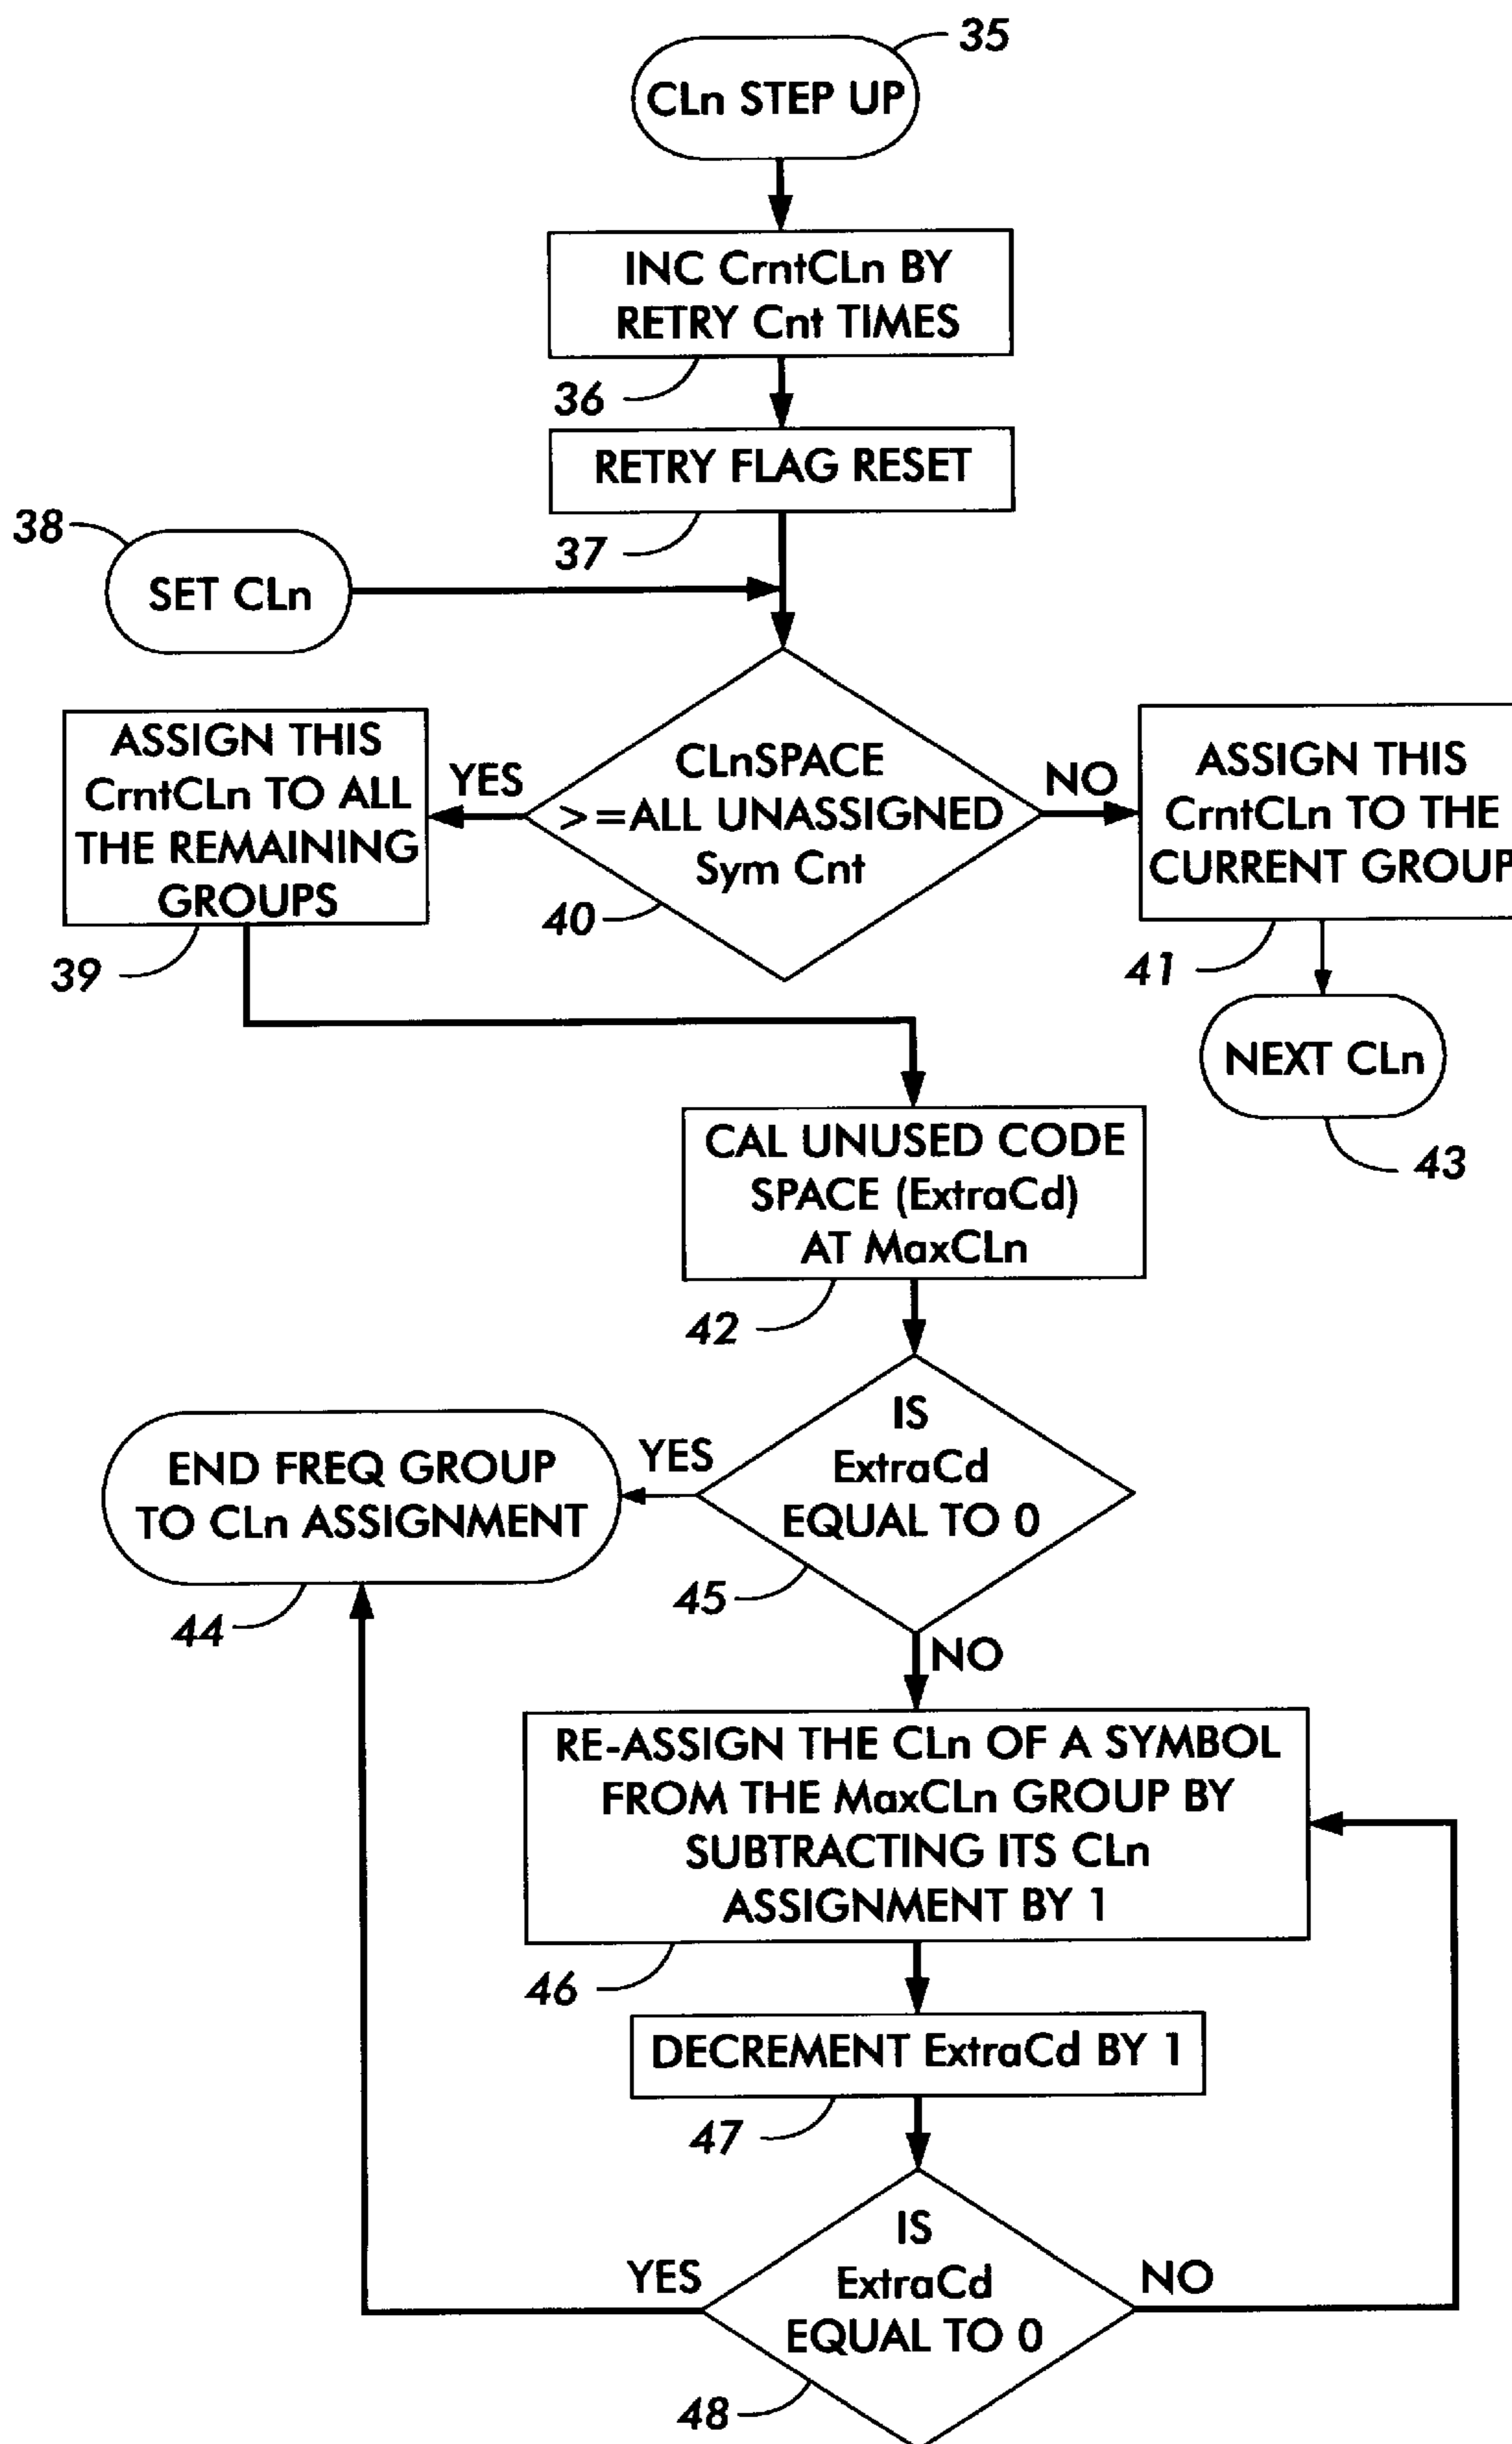 35
CLn STEP UP
INC CrntCLn BY
RETRY Cnt TIMES
36
RETRY FLAG RESET
37
38
SET CLn
ASSIGN THIS
CrntCLn TO ALL
THE REMAINING
GROUPS
39
YES
CLnSPACE
>=ALL UNASSIGNED
Sym Cnt
40
NO
ASSIGN THIS
CrntCLn TO THE
CURRENT GROUP
41
NEXT CLn
43
CAL UNUSED CODE
SPACE (ExtraCd)
AT MaxCLn
42
IS
ExtraCd
EQUAL TO 0
45
YES
END FREQ GROUP
TO CLn ASSIGNMENT
44
NO
RE-ASSIGN THE CLn OF A SYMBOL
FROM THE MaxCLn GROUP BY
SUBTRACTING ITS CLn
ASSIGNMENT BY 1
46
DECREMENT ExtraCd BY 1
47
IS
ExtraCd
EQUAL TO 0
48
YES
NO